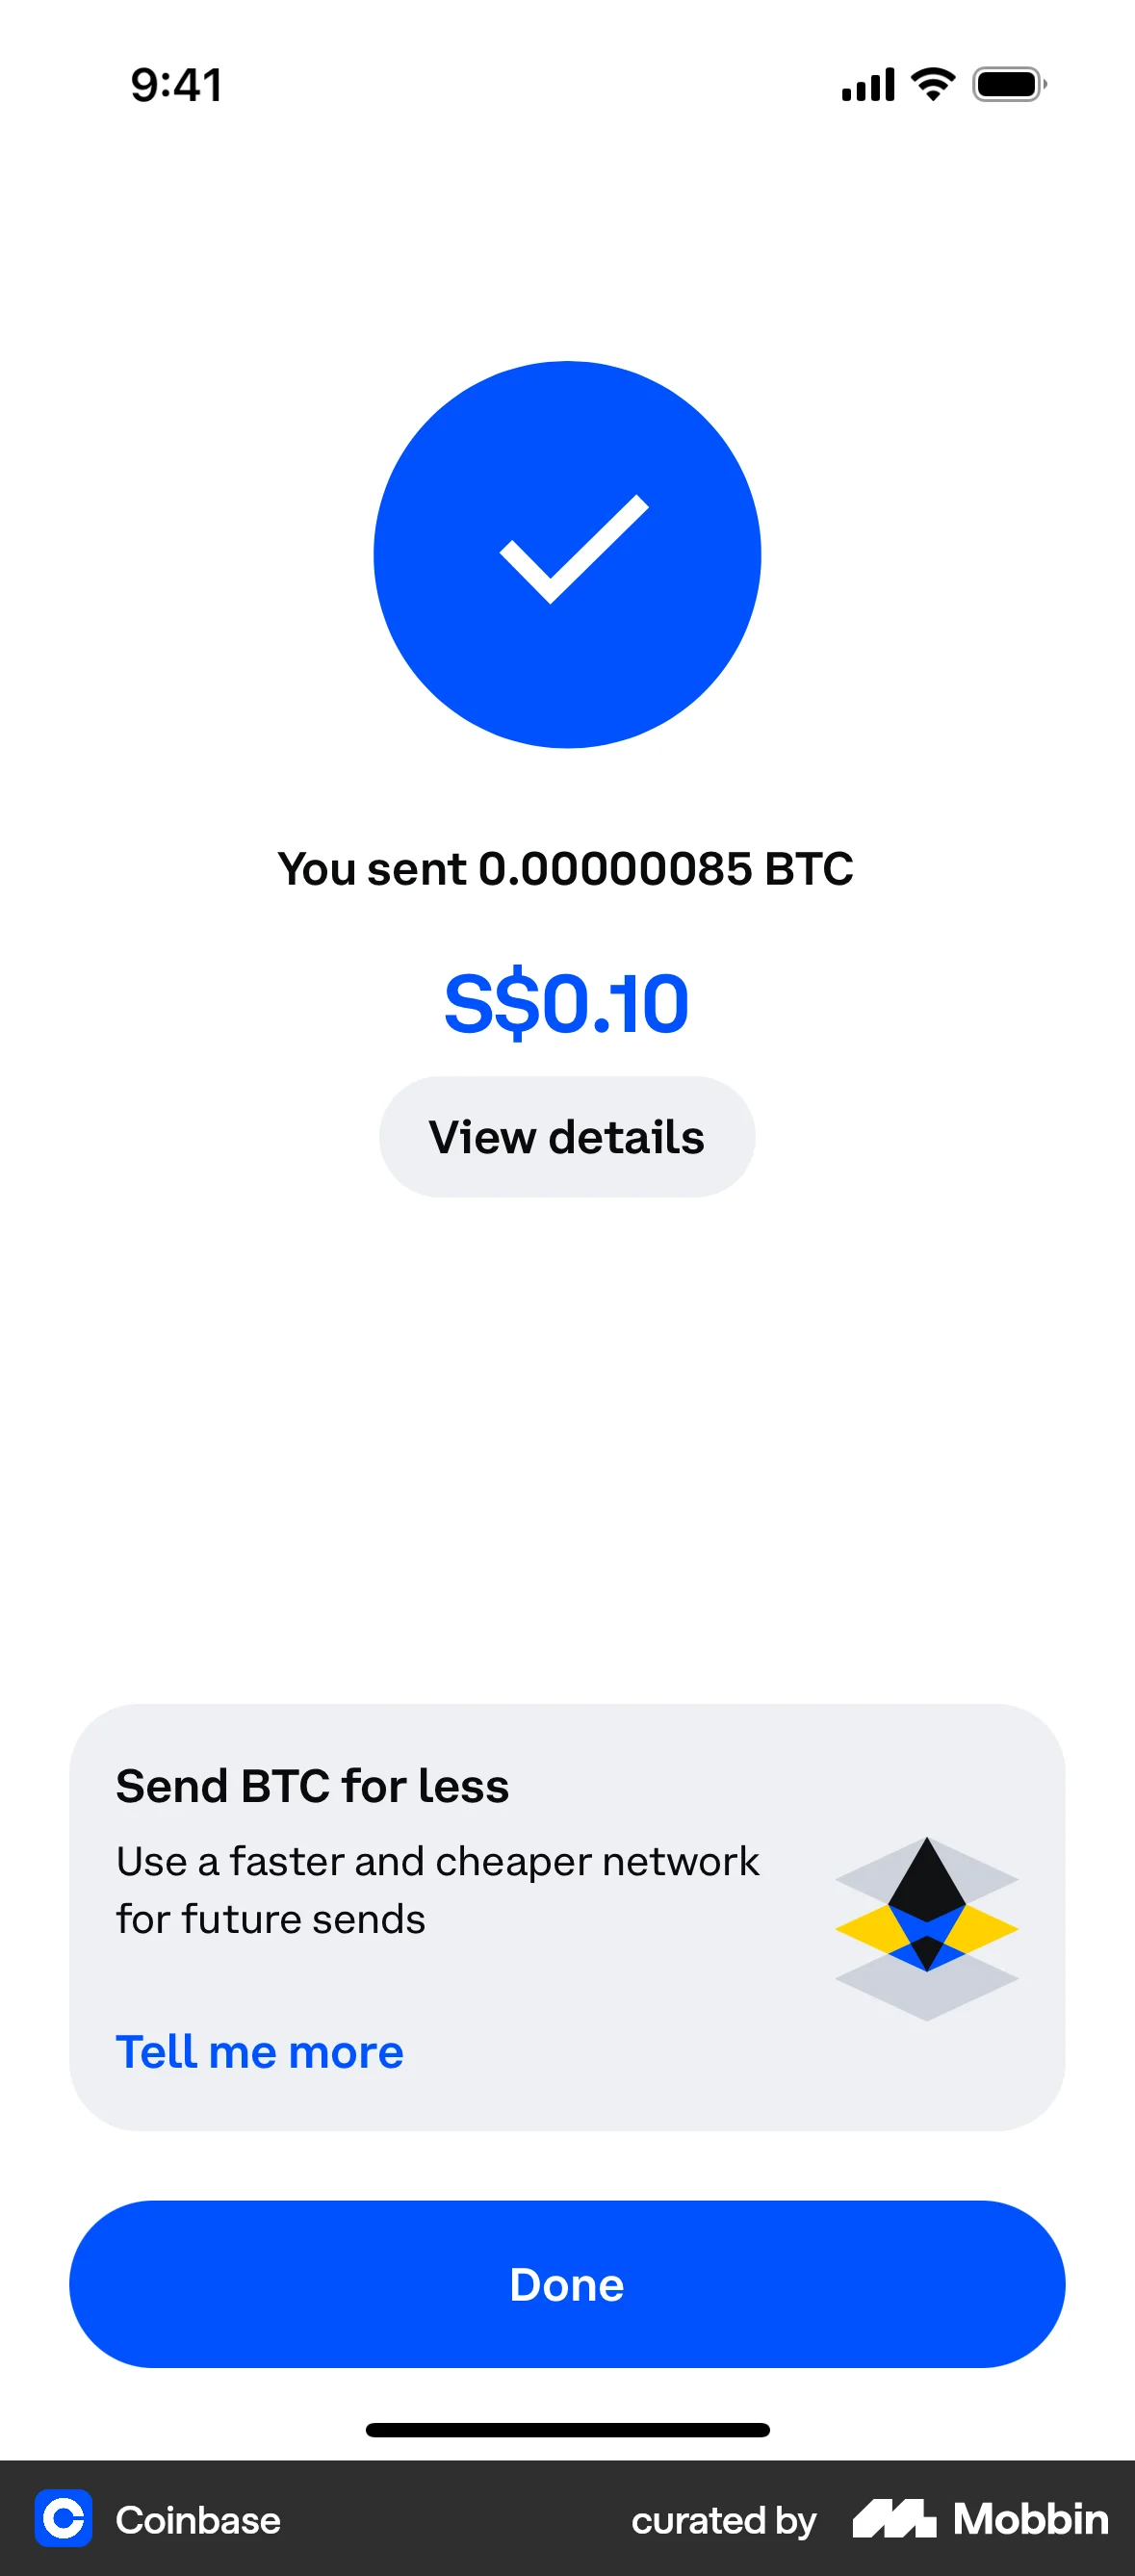 9:41
You sent 0.00000085 BTC
S$0.10
View details
Send BTC for less
Use a faster and cheaper network
for future sends
Tell me more
Done
Coinbase
curated by Mobbin